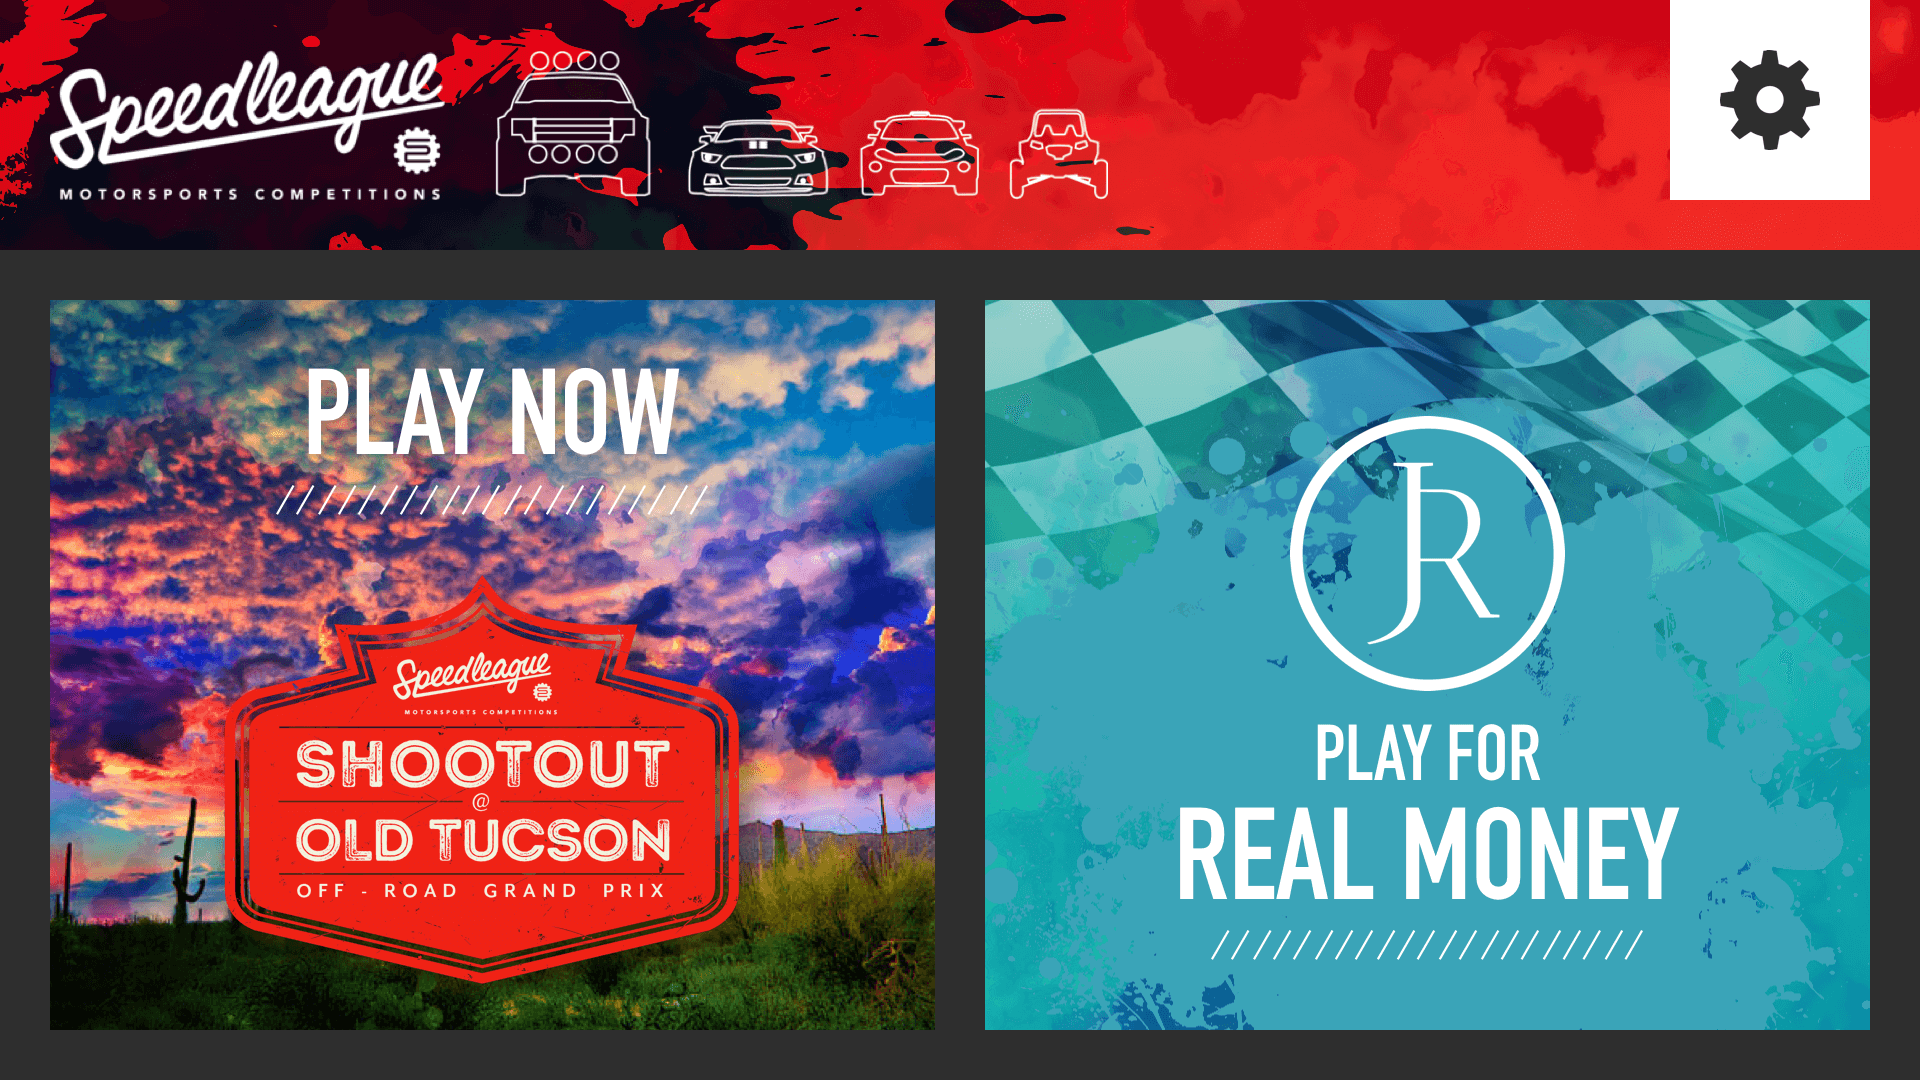 Speedleague
MOTORSPORTS COMPETITIONS
PLAY NOW
Speedleague
MOTORSPORTS COMPETITIONS
SHOOTOUT
@
OLD TUCSON
OFF - ROAD GRAND PRIX
JR
PLAY FOR
REAL MONEY